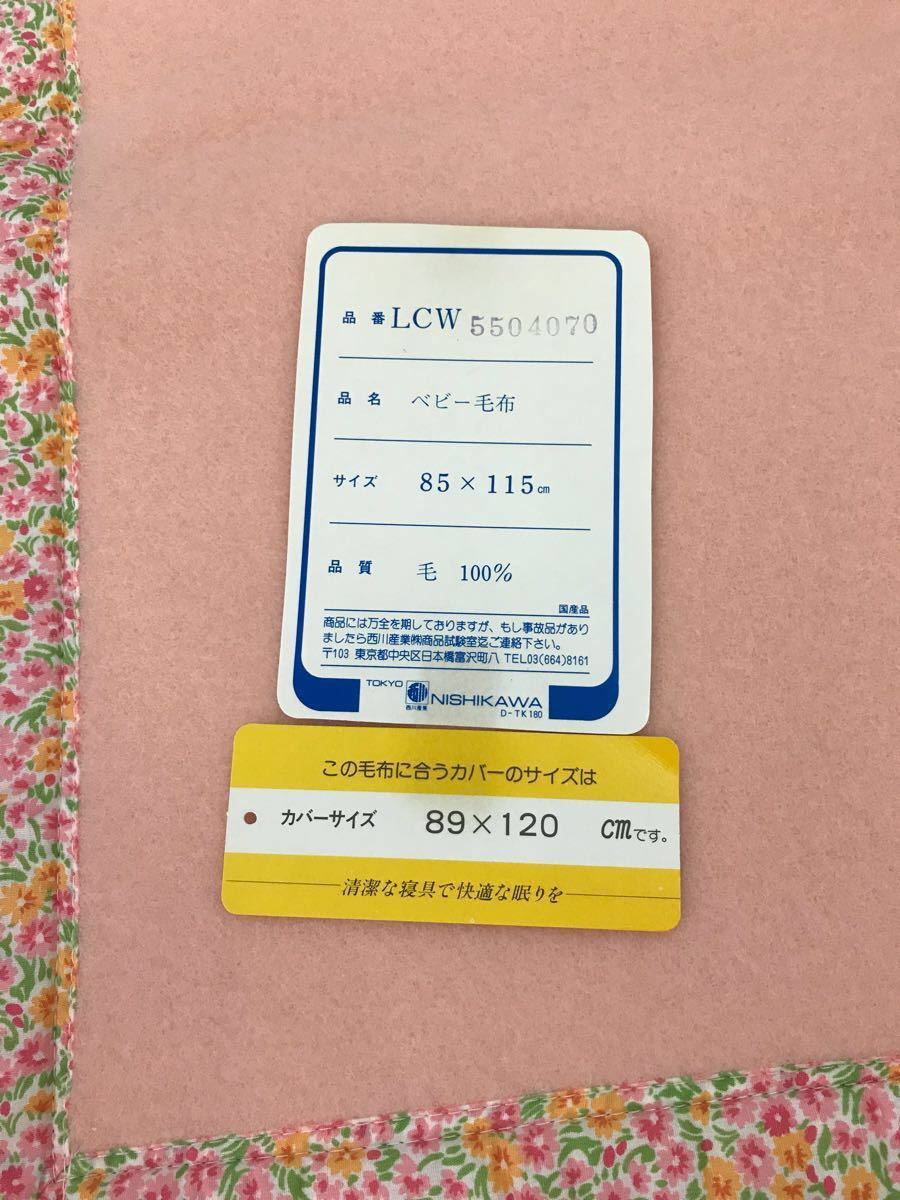 品番 LCW 5504070
品名 ベビー毛布
サイズ 85×115cm
品質 毛 100%
国産品
商品には万全を期しておりますが、もし事故品があり
ましたら西川産業㈱商品試験室迄ご連絡下さい。
〒103 東京都中央区日本橋富沢町八 TEL03(664)8161
TOKYO 西川産業 NISHIKAWA
D-TK180
この毛布に合うカバーのサイズは
カバーサイズ 89×120 cmです。
清潔な寝具で快適な眠りを